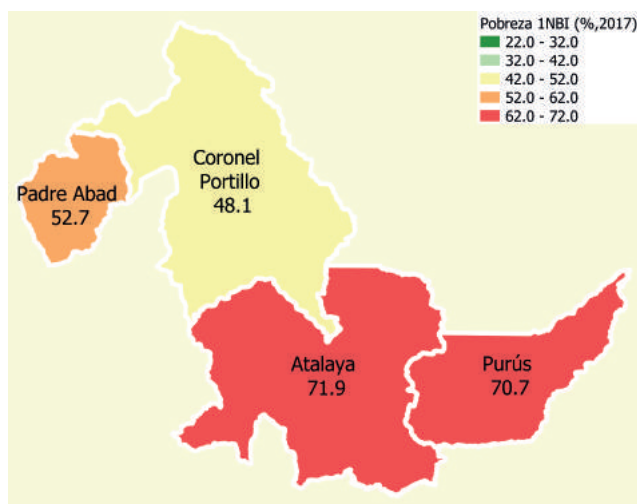 Pobreza 1NBI (%,2017)
22.0 - 32.0
32.0 - 42.0
42.0 - 52.0
52.0 - 62.0
62.0 - 72.0
Coronel
Portillo
48.1
Padre Abad
52.7
Atalaya
71.9
Purús
70.7